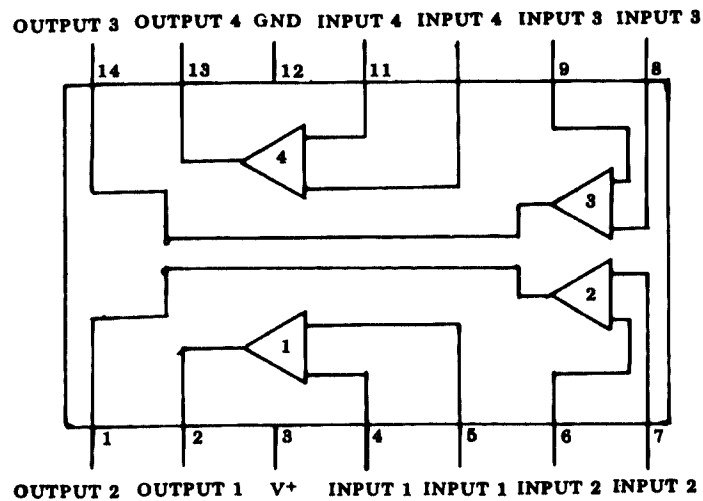 OUTPUT 3 OUTPUT 4 GND INPUT 4 INPUT 4 INPUT 3 INPUT 3
14 13 12 11 9 8
4
3
2
1
1 2 3 4 5 6 7
OUTPUT 2 OUTPUT 1 V+ INPUT 1 INPUT 1 INPUT 2 INPUT 2